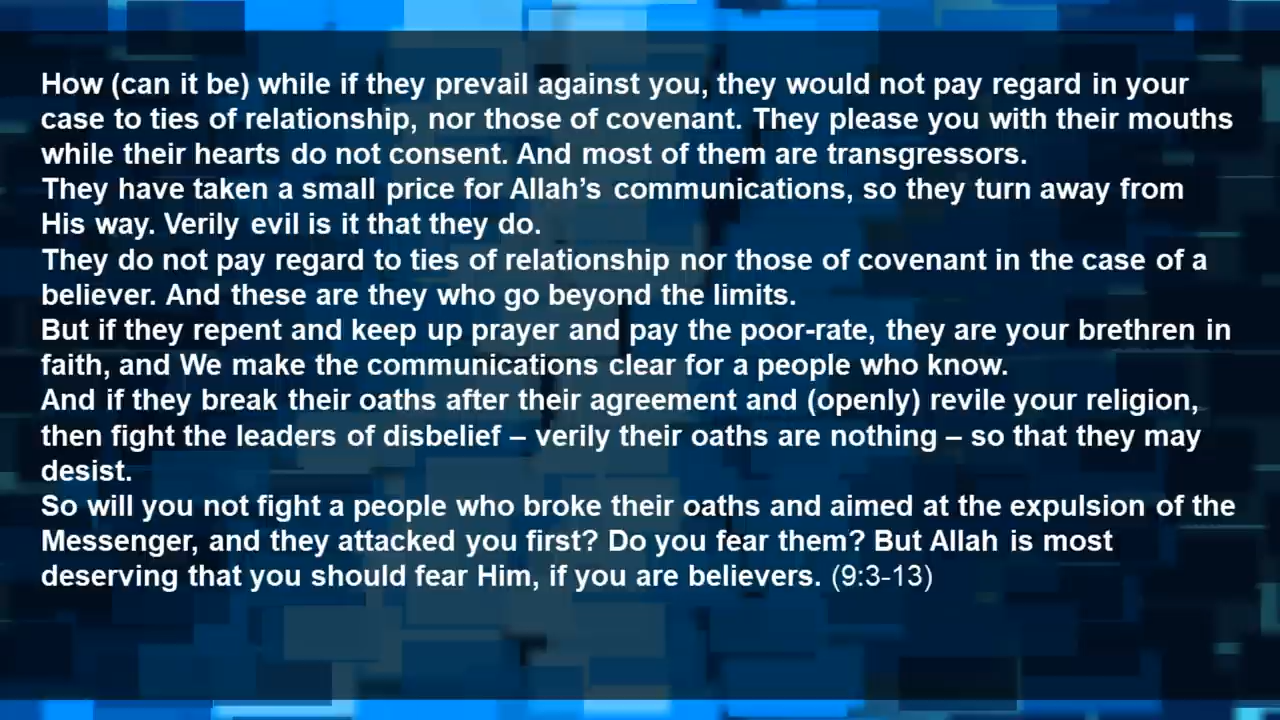 How (can it be) while if they prevail against you, they would not pay regard in your
case to ties of relationship, nor those of covenant. They please you with their mouths
while their hearts do not consent. And most of them are transgressors.
They have taken a small price for Allah’s communications, so they turn away from
His way. Verily evil is it that they do.
They do not pay regard to ties of relationship nor those of covenant in the case of a
believer. And these are they who go beyond the limits.
But if they repent and keep up prayer and pay the poor-rate, they are your brethren in
faith, and We make the communications clear for a people who know.
And if they break their oaths after their agreement and (openly) revile your religion,
then fight the leaders of disbelief – verily their oaths are nothing – so that they may
desist.
So will you not fight a people who broke their oaths and aimed at the expulsion of the
Messenger, and they attacked you first? Do you fear them? But Allah is most
deserving that you should fear Him, if you are believers. (9:3-13)